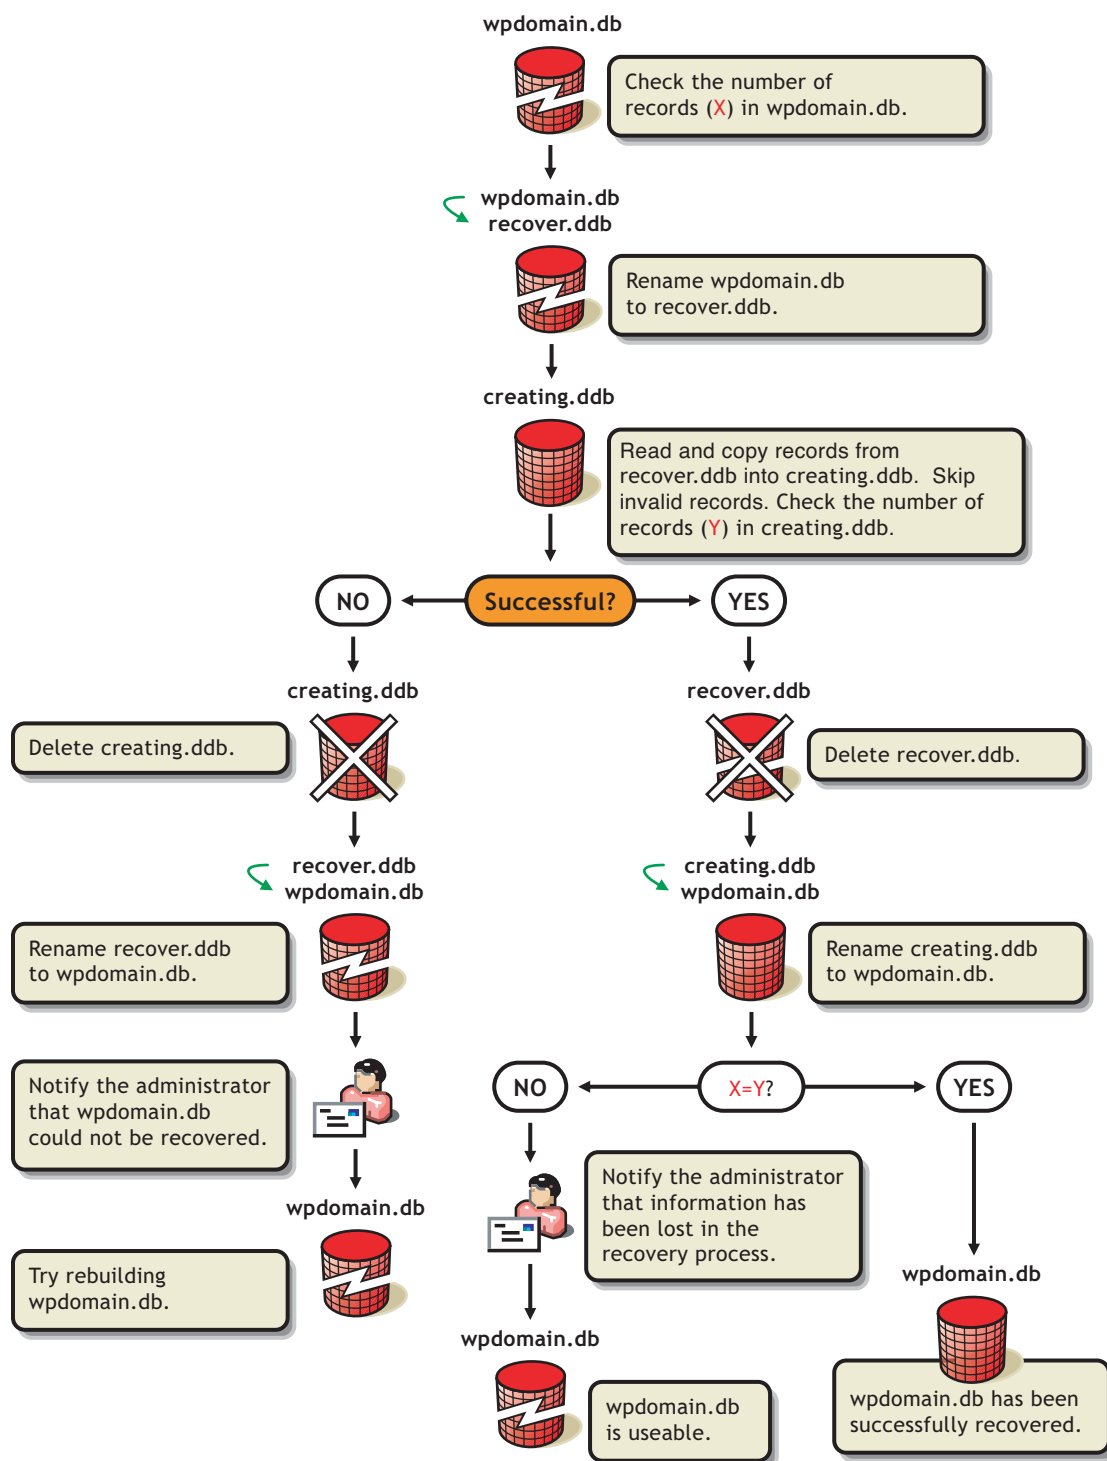 wpdomain.db
Check the number of
records (X) in wpdomain.db.
wpdomain.db
recover.ddb
Rename wpdomain.db
to recover.ddb.
creating.ddb
Read and copy records from
recover.ddb into creating.ddb.  Skip
invalid records. Check the number of
records (Y) in creating.ddb.
NO
Successful?
YES
creating.ddb
Delete creating.ddb.
recover.ddb
Delete recover.ddb.
recover.ddb
wpdomain.db
Rename recover.ddb
to wpdomain.db.
creating.ddb
wpdomain.db
Rename creating.ddb
to wpdomain.db.
Notify the administrator
that wpdomain.db
could not be recovered.
wpdomain.db
Try rebuilding
wpdomain.db.
NO
X=Y?
YES
Notify the administrator
that information has
been lost in the
recovery process.
wpdomain.db
wpdomain.db
is useable.
wpdomain.db
wpdomain.db has been
successfully recovered.